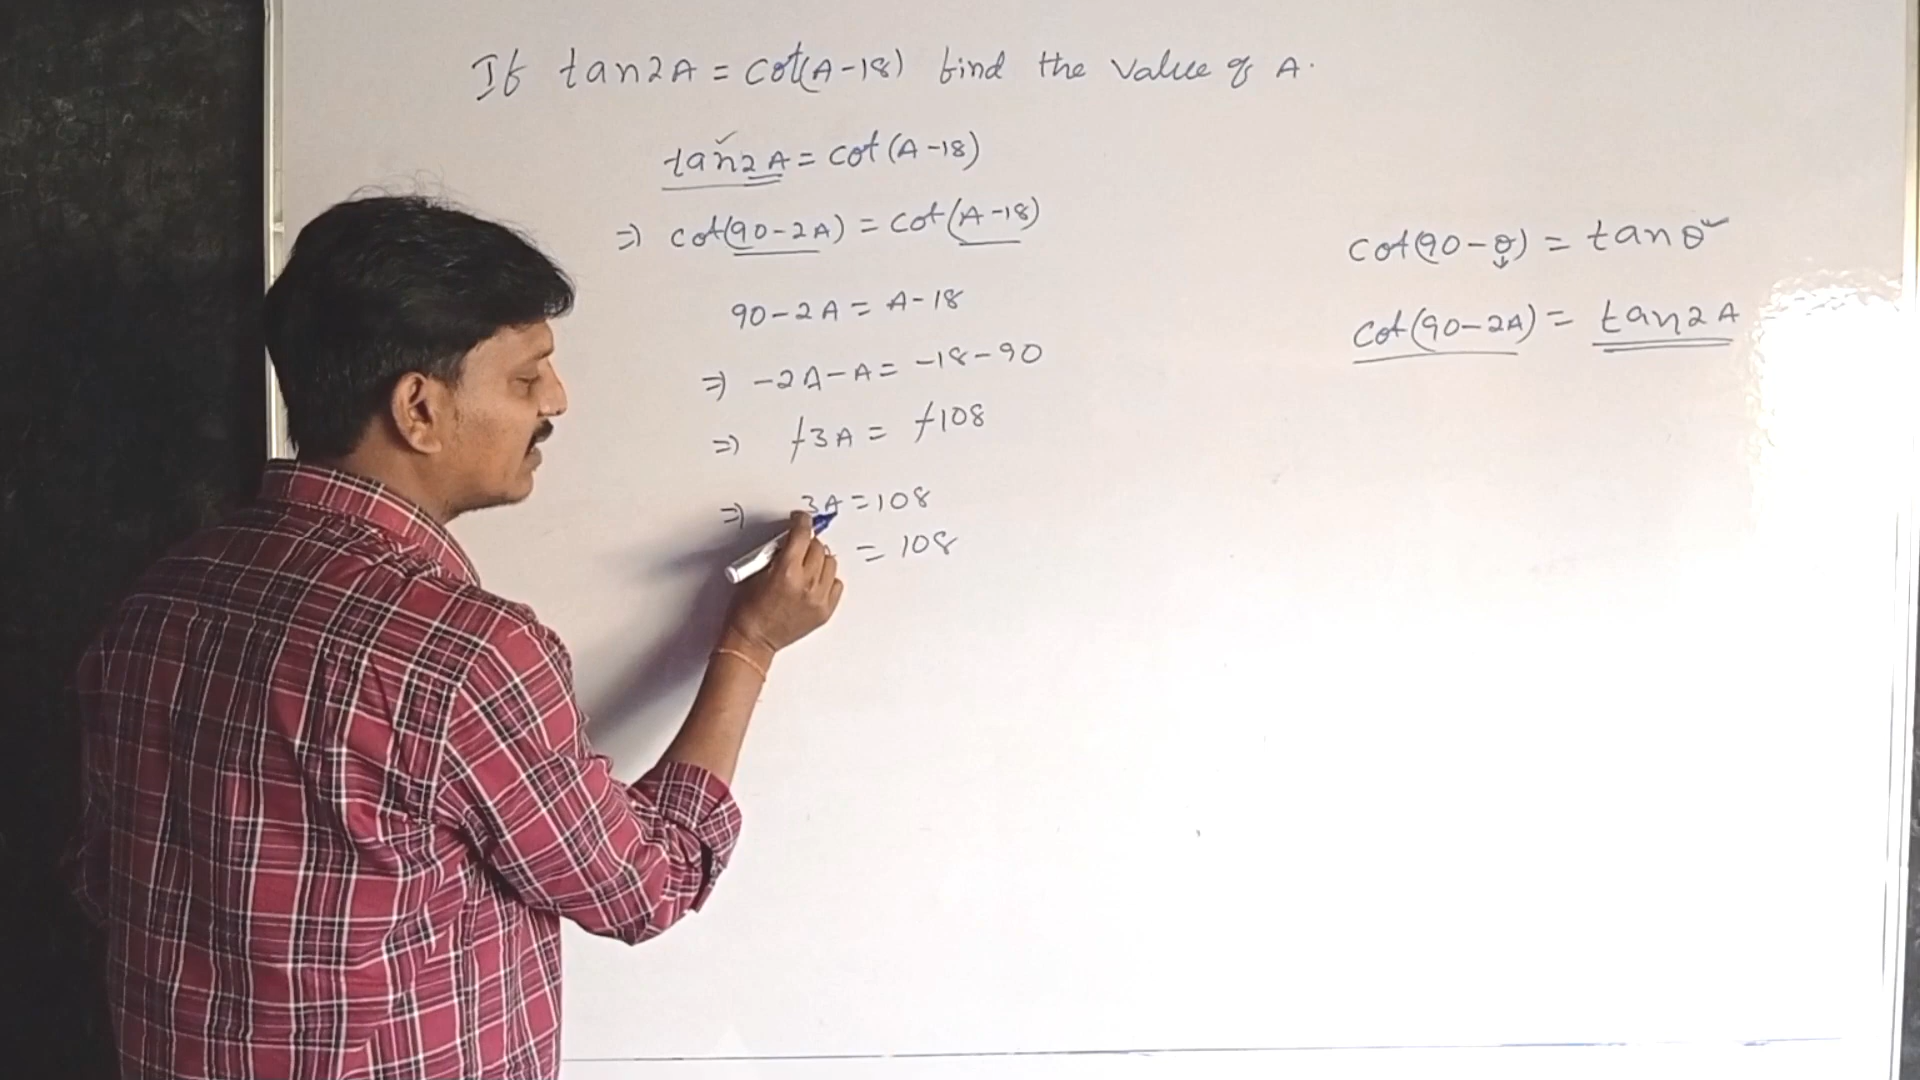 If tan2A = cot(A-18) find the value of A.
tan2A = cot(A-18)
⇒ cot(90-2A) = cot(A-18)
90-2A = A-18
⇒ -2A-A = -18-90
⇒ -3A = -108
⇒ 3A = 108
= 108
cot(90-θ) = tanθ
cot(90-2A) = tan2A